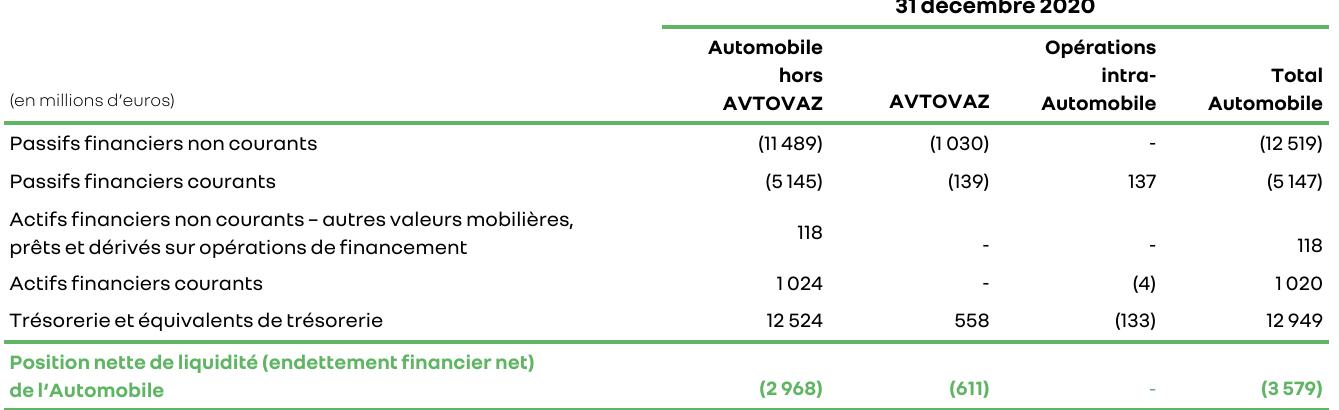 31 décembre 2020
Automobile hors AVTOVAZ
AVTOVAZ
Opérations intra-Automobile
Total Automobile
(en millions d'euros)
Passifs financiers non courants (11 489) (1 030) - (12 519)
Passifs financiers courants (5 145) (139) 137 (5 147)
Actifs financiers non courants – autres valeurs mobilières,
prêts et dérivés sur opérations de financement 118 - - 118
Actifs financiers courants 1 024 - (4) 1 020
Trésorerie et équivalents de trésorerie 12 524 558 (133) 12 949
Position nette de liquidité (endettement financier net)
de l'Automobile (2 968) (611) - (3 579)